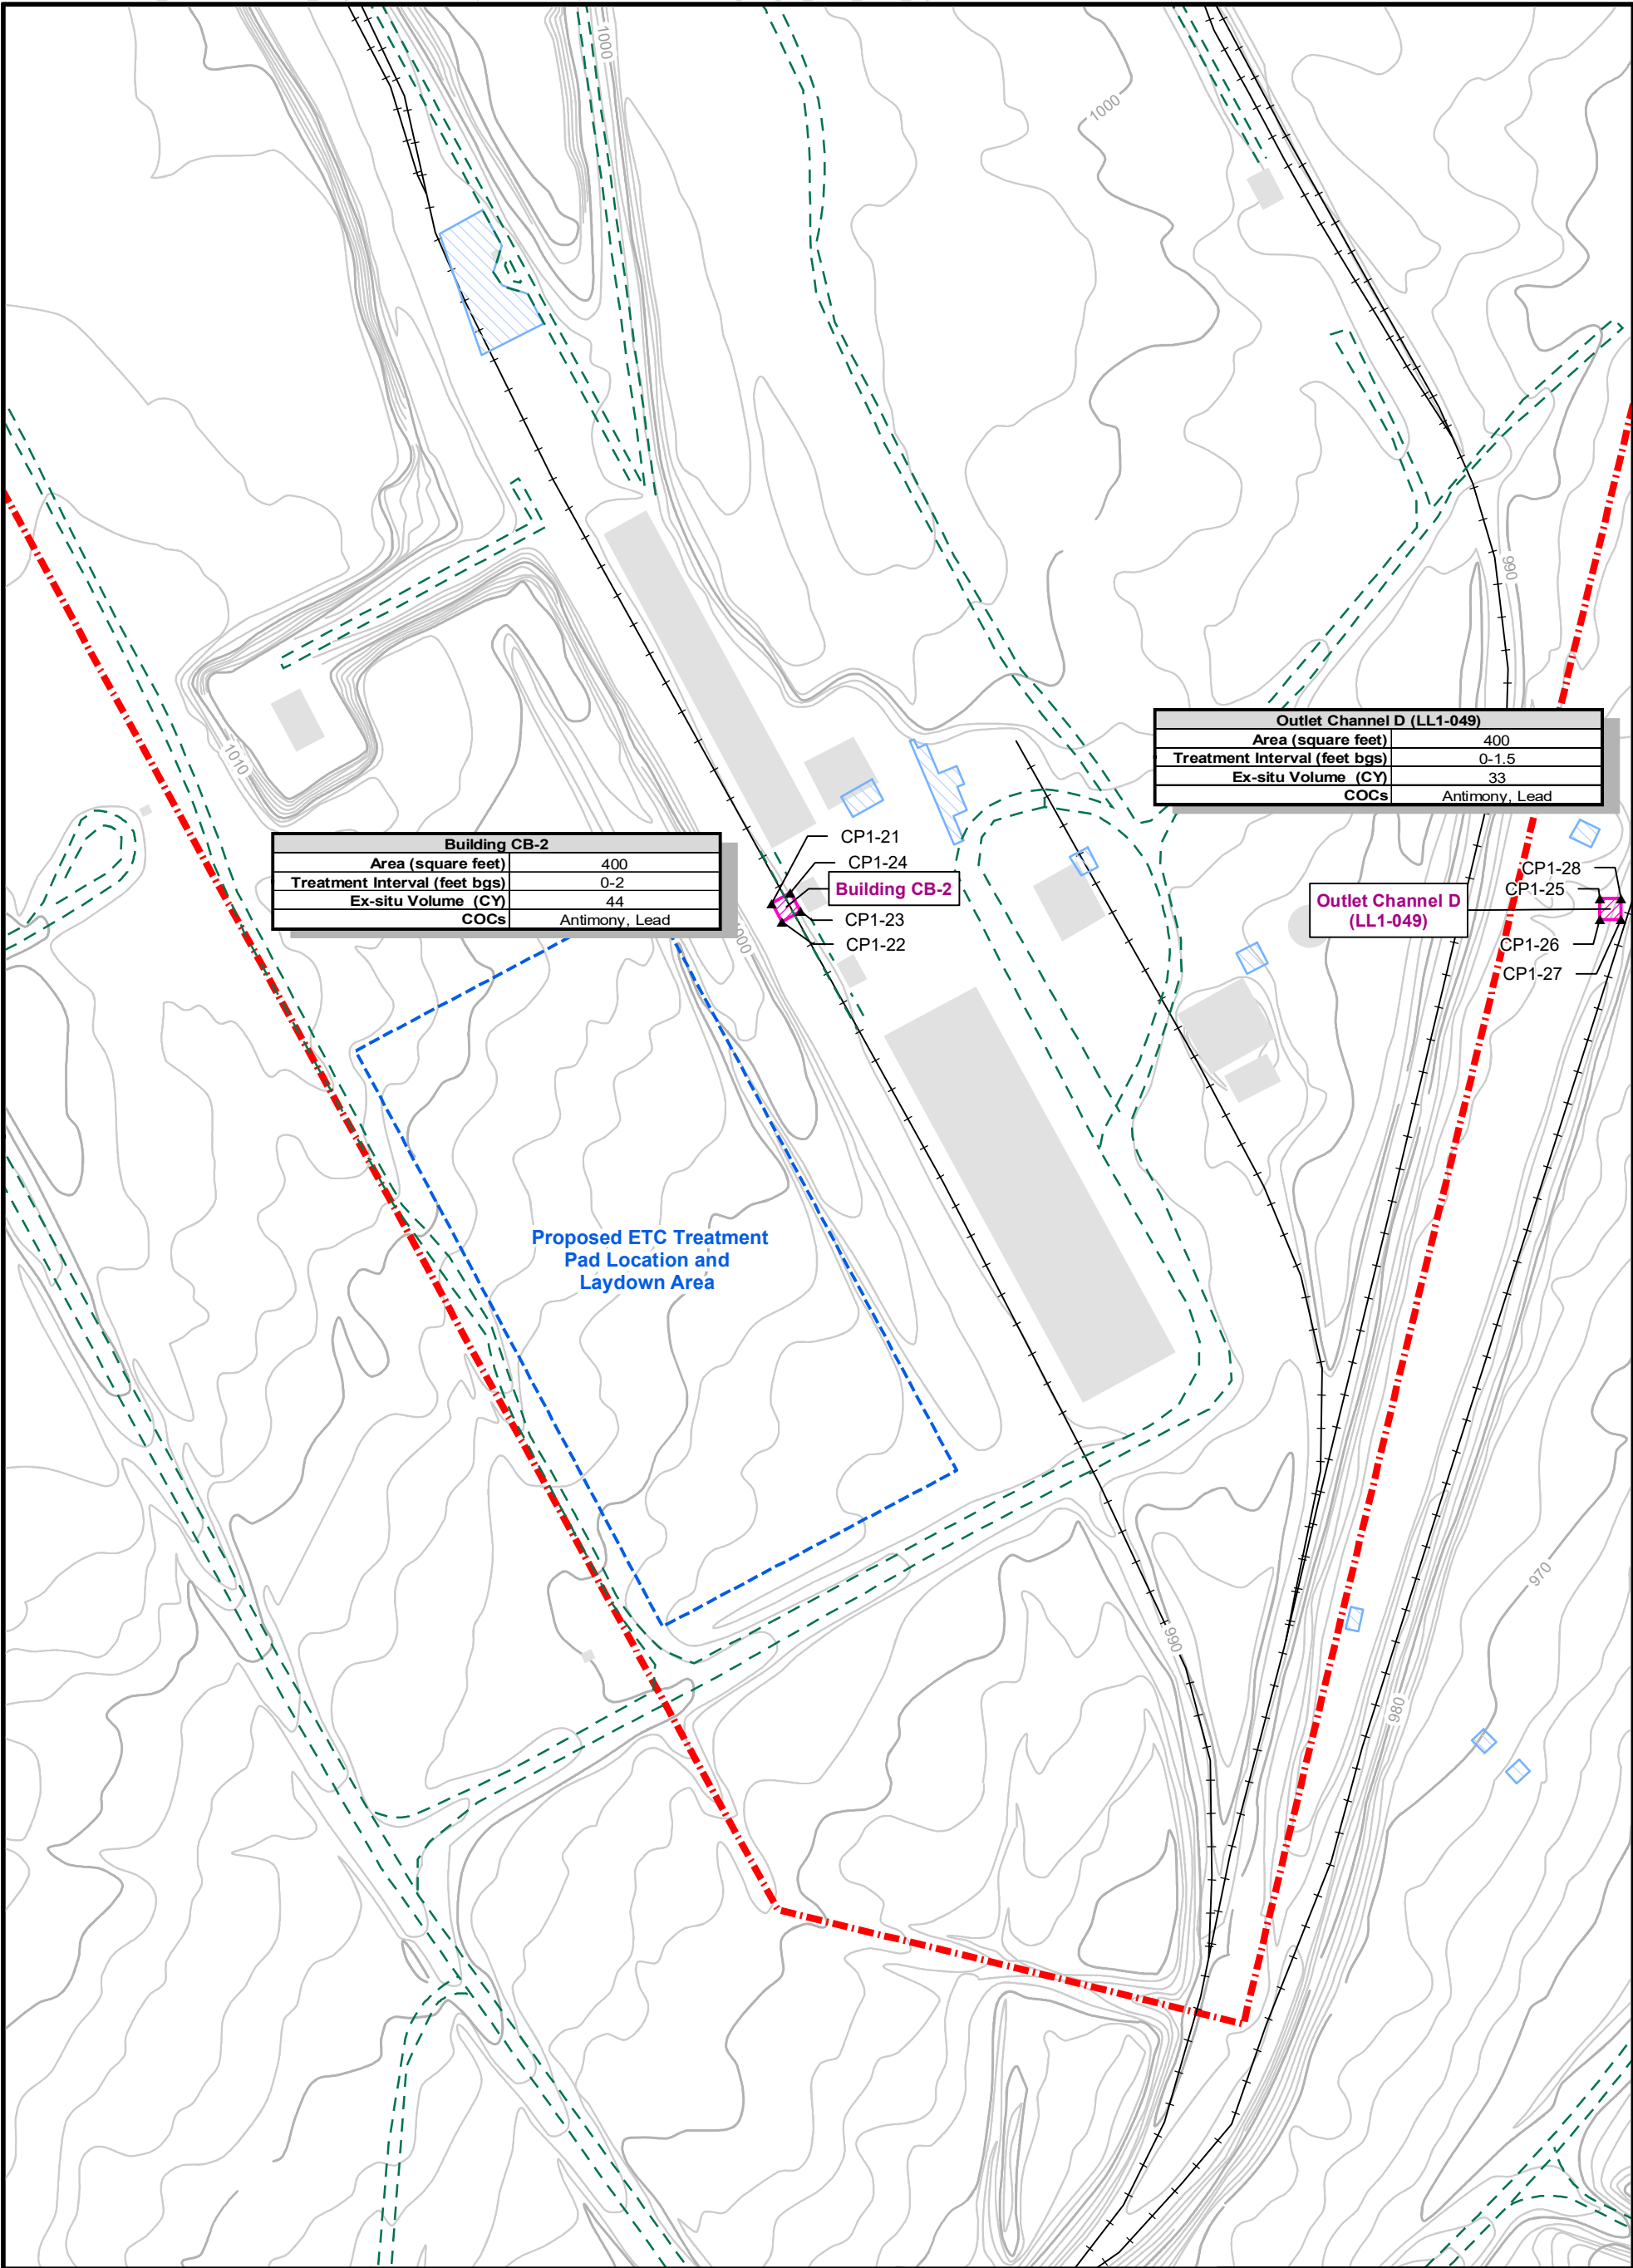 1000
1000
990
Outlet Channel D (LL1-049)
Area (square feet) 400
Treatment Interval (feet bgs) 0-1.5
Ex-situ Volume (CY) 33
COCs Antimony, Lead
1010
Building CB-2
Area (square feet) 400
Treatment Interval (feet bgs) 0-2
Ex-situ Volume (CY) 44
COCs Antimony, Lead
CP1-21
CP1-24
Building CB-2
CP1-23
CP1-22
CP1-28
CP1-25
Outlet Channel D
(LL1-049)
CP1-26
CP1-27
Proposed ETC Treatment
Pad Location and
Laydown Area
970
990
980